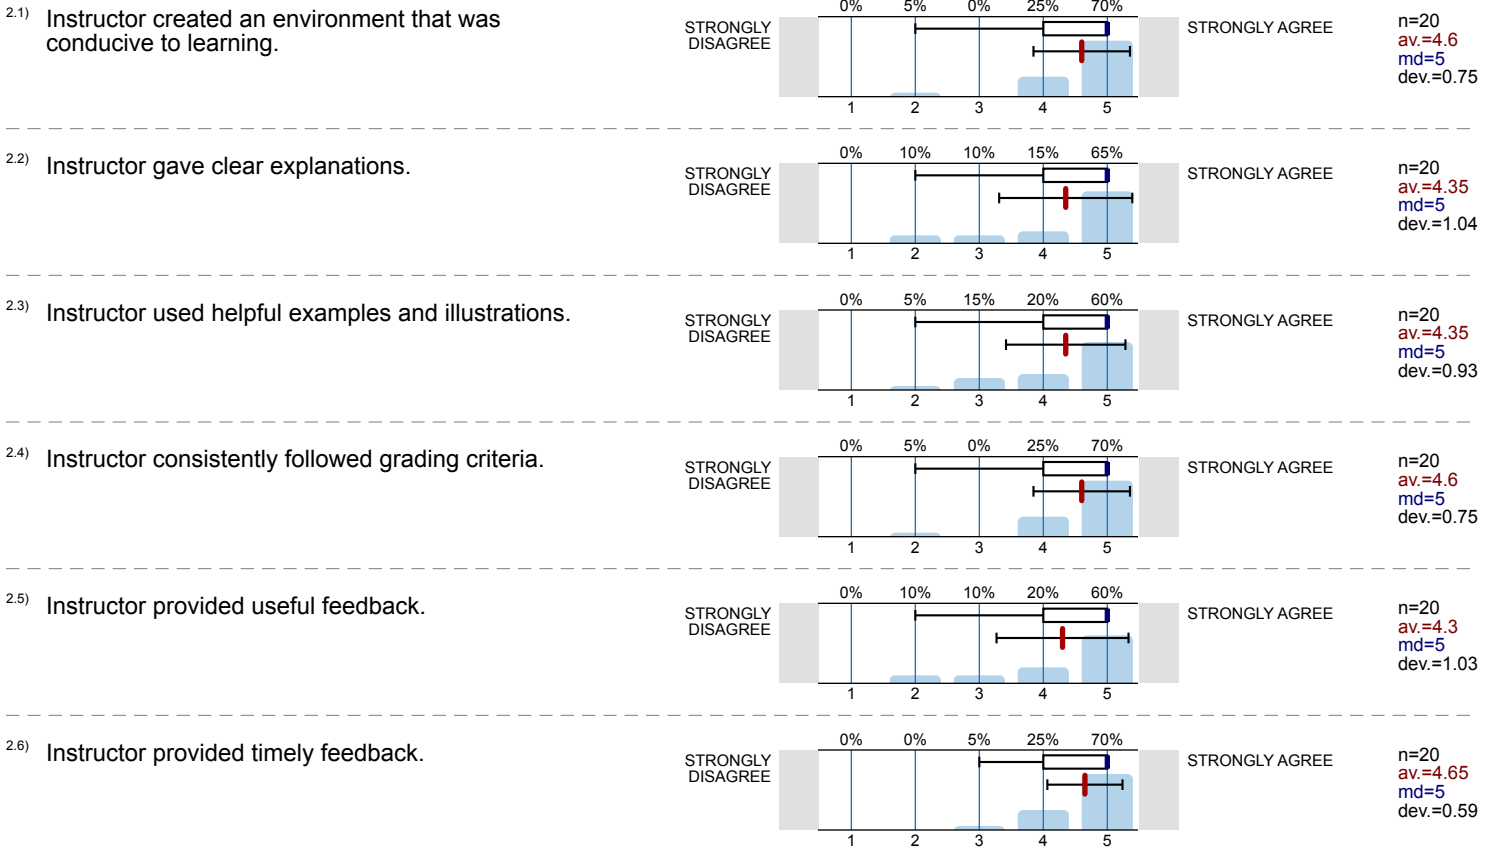 2.1) Instructor created an environment that was
conducive to learning.
STRONGLY
DISAGREE
0% 5% 0% 25% 70%
1 2 3 4 5
STRONGLY AGREE
n=20
av.=4.6
md=5
dev.=0.75
2.2) Instructor gave clear explanations.
STRONGLY
DISAGREE
0% 10% 10% 15% 65%
1 2 3 4 5
STRONGLY AGREE
n=20
av.=4.35
md=5
dev.=1.04
2.3) Instructor used helpful examples and illustrations.
STRONGLY
DISAGREE
0% 5% 15% 20% 60%
1 2 3 4 5
STRONGLY AGREE
n=20
av.=4.35
md=5
dev.=0.93
2.4) Instructor consistently followed grading criteria.
STRONGLY
DISAGREE
0% 5% 0% 25% 70%
1 2 3 4 5
STRONGLY AGREE
n=20
av.=4.6
md=5
dev.=0.75
2.5) Instructor provided useful feedback.
STRONGLY
DISAGREE
0% 10% 10% 20% 60%
1 2 3 4 5
STRONGLY AGREE
n=20
av.=4.3
md=5
dev.=1.03
2.6) Instructor provided timely feedback.
STRONGLY
DISAGREE
0% 0% 5% 25% 70%
1 2 3 4 5
STRONGLY AGREE
n=20
av.=4.65
md=5
dev.=0.59